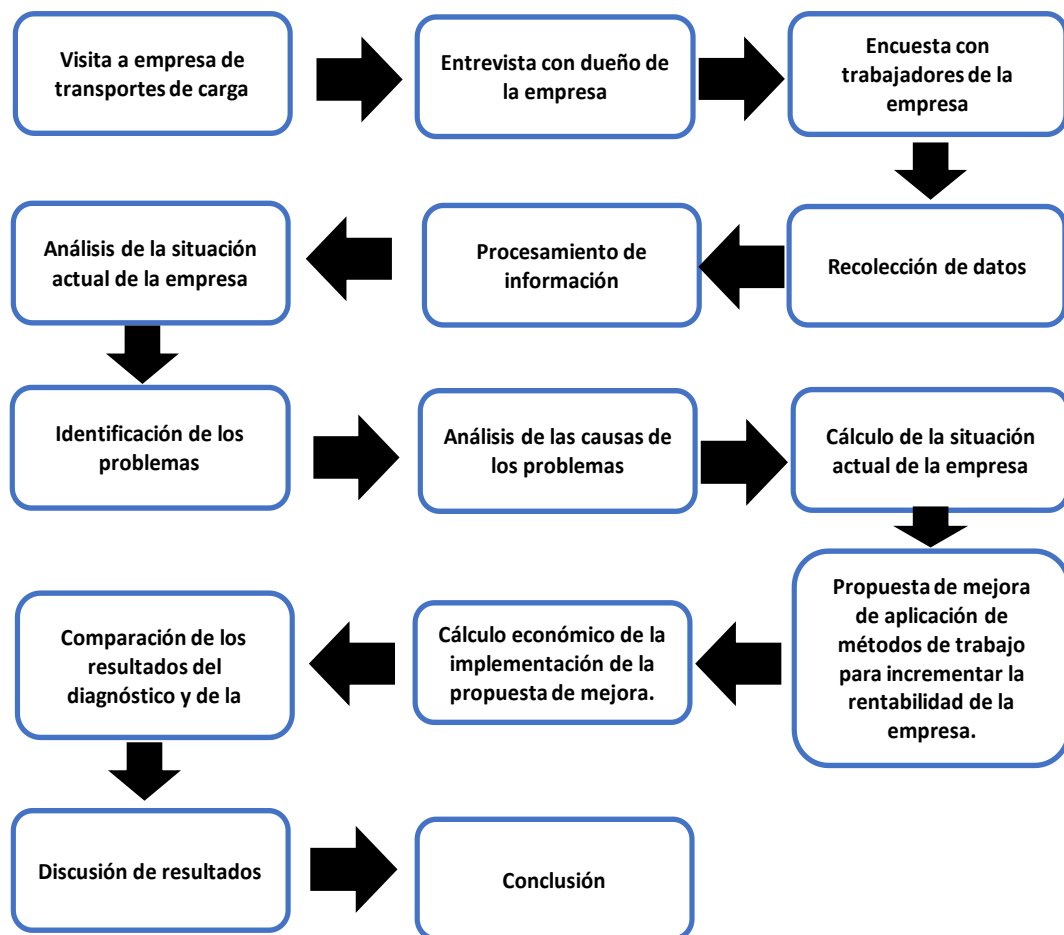 Visita a empresa de
transportes de carga
Entrevista con dueño de
la empresa
Encuesta con
trabajadores de la
empresa
Recolección de datos
Procesamiento de
información
Análisis de la situación
actual de la empresa
Identificación de los
problemas
Análisis de las causas de
los problemas
Cálculo de la situación
actual de la empresa
Propuesta de mejora
de aplicación de
métodos de trabajo
para incrementar la
rentabilidad de la
empresa.
Cálculo económico de la
implementación de la
propuesta de mejora.
Comparación de los
resultados del
diagnóstico y de la
Discusión de resultados
Conclusión